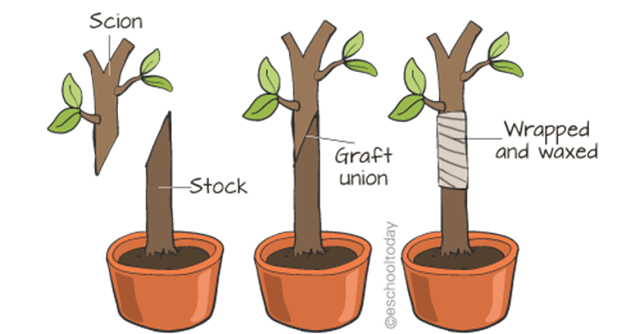 Scion
Stock
Graft
union
Wrapped
and waxed
©eschooltoday